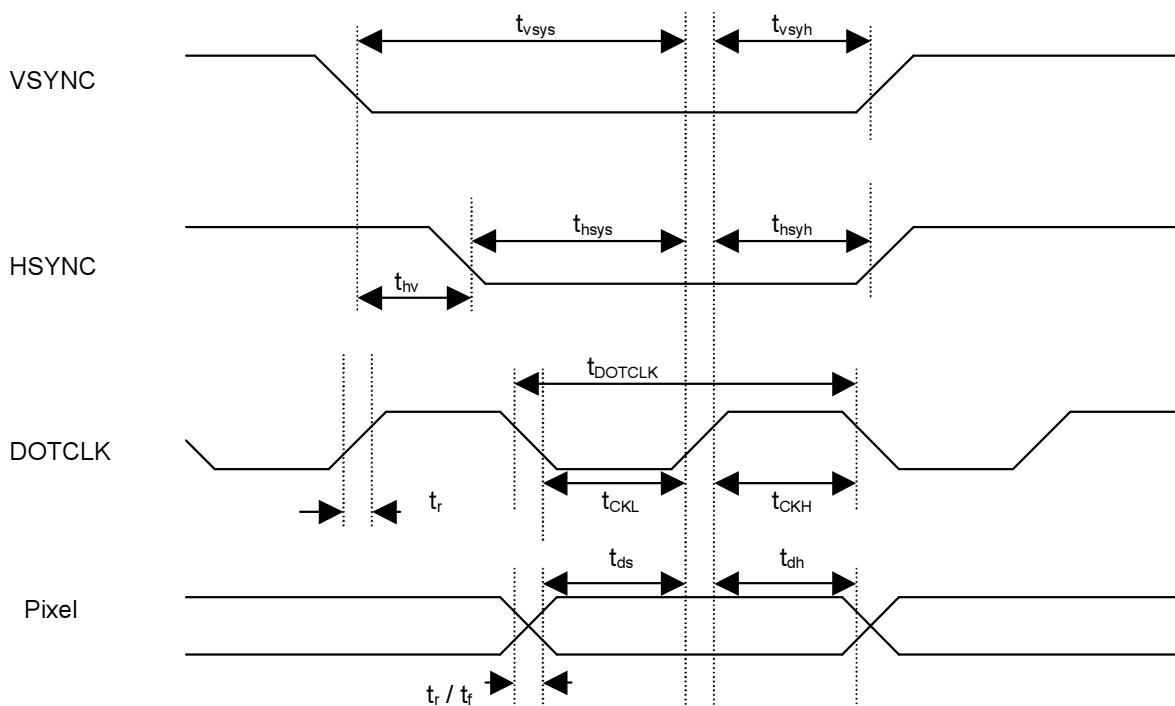 t_vsys t_vsyh
VSYNC
t_hsys t_hsyh
HSYNC
t_hv
t_DOTCLK
DOTCLK
t_r t_CKL t_CKH
t_ds t_dh
Pixel
t_r / t_f